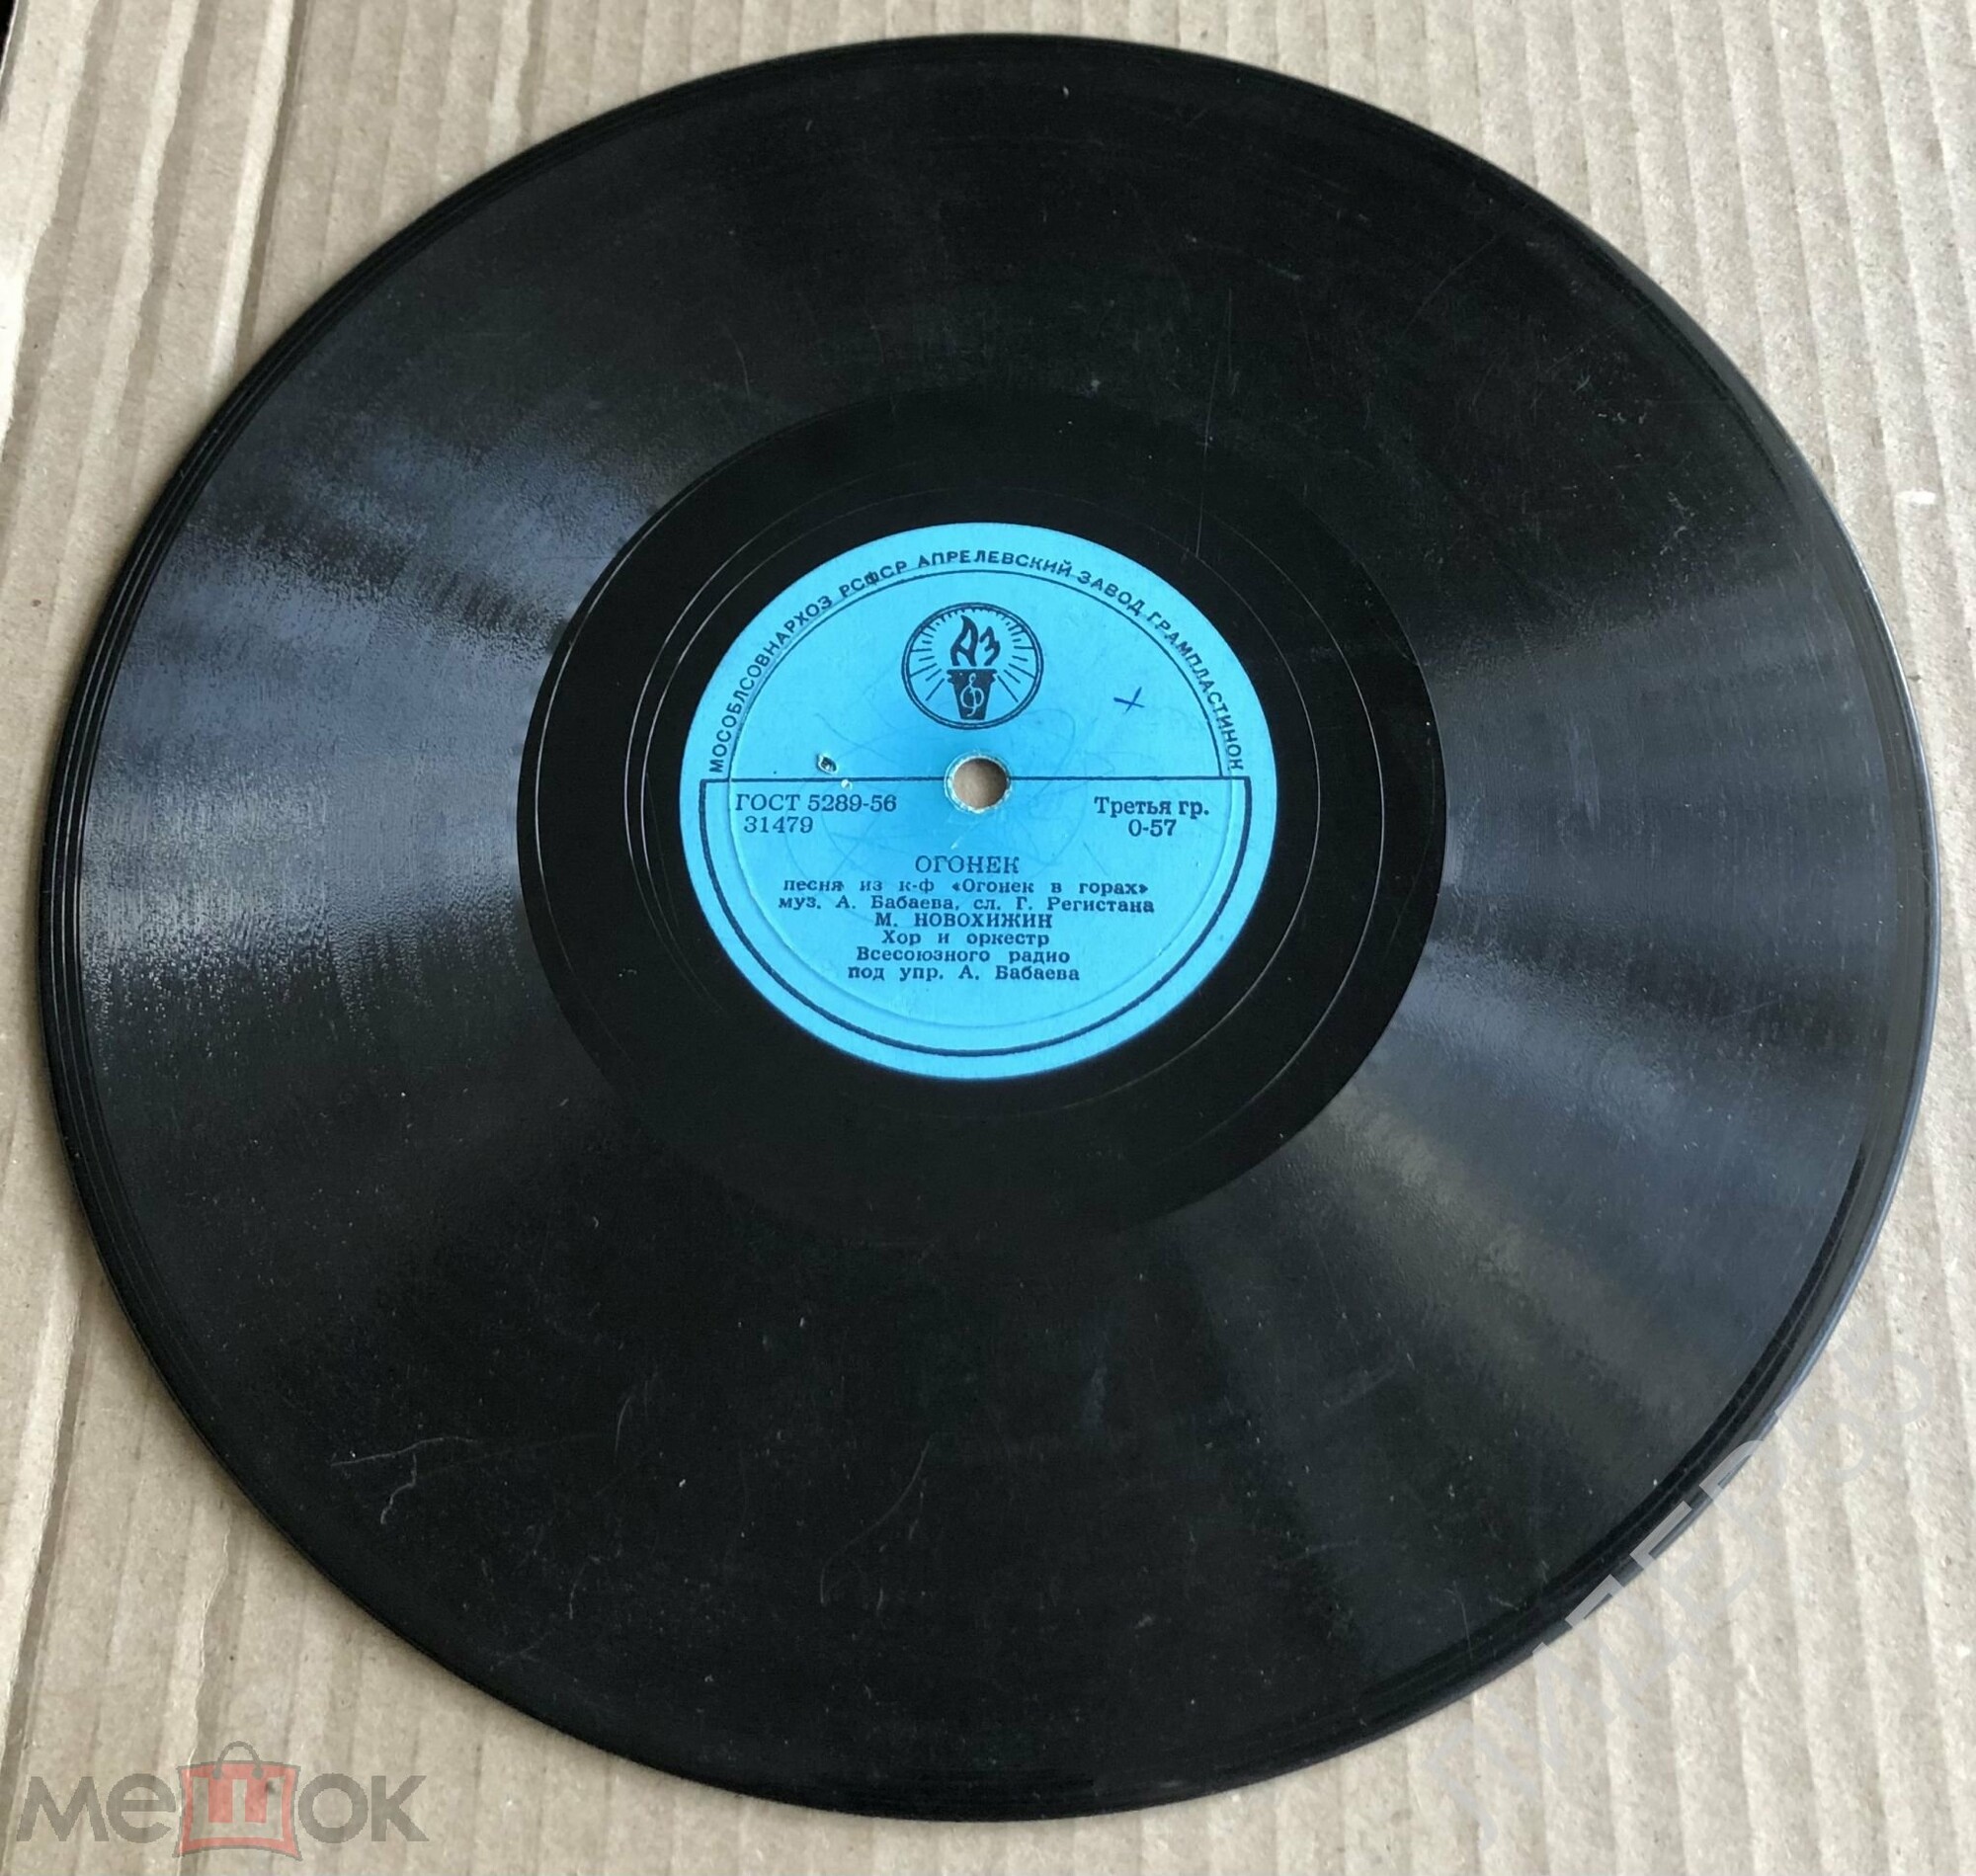 МОСОБЛСОВНАРХОЗ РСФСР АПРЕЛЕВСКИЙ ЗАВОД ГРАМПЛАСТИНОК
АЗ
ГОСТ 5289-56
31479
Третья гр.
0-57
ОГОНЕК
песня из к-ф «Огонек в горах»
муз. А. Бабаева, сл. Г. Регистана
М. НОВОХИЖИН
Хор и оркестр
Всесоюзного радио
под упр. А. Бабаева
мешок